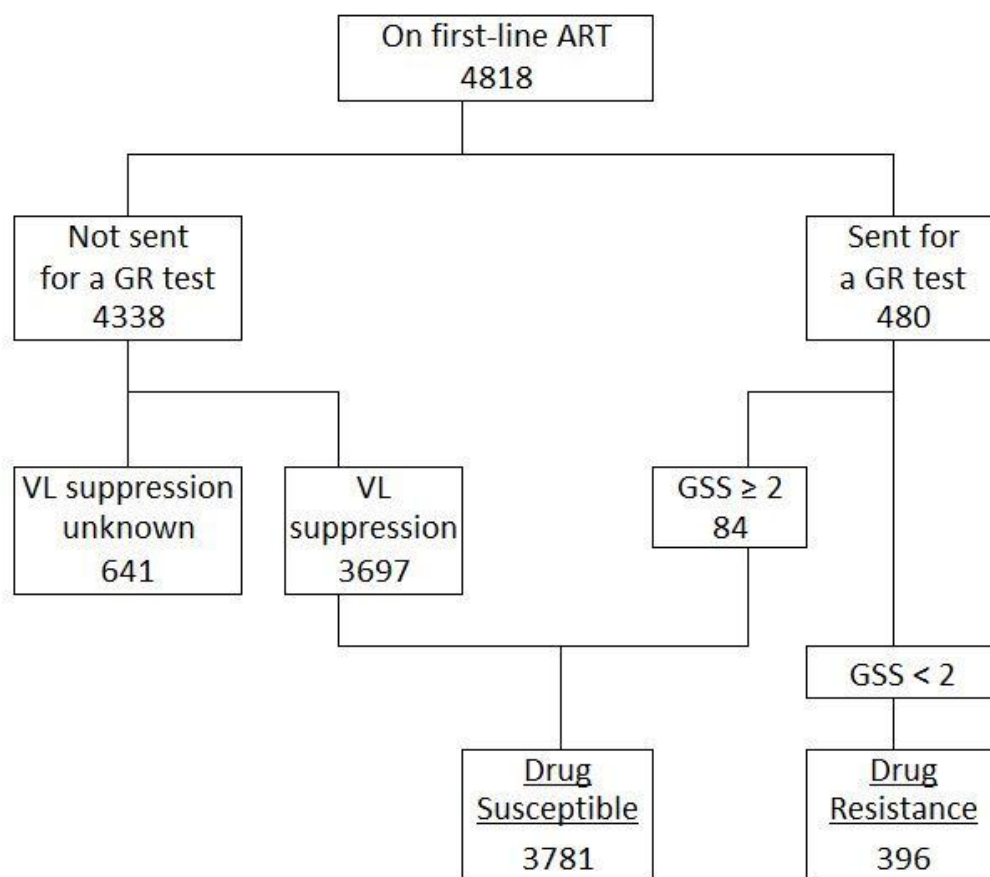 On first-line ART
4818
Not sent
for a GR test
4338
Sent for
a GR test
480
VL suppression
unknown
641
VL
suppression
3697
GSS ≥ 2
84
GSS < 2
Drug
Susceptible
3781
Drug
Resistance
396